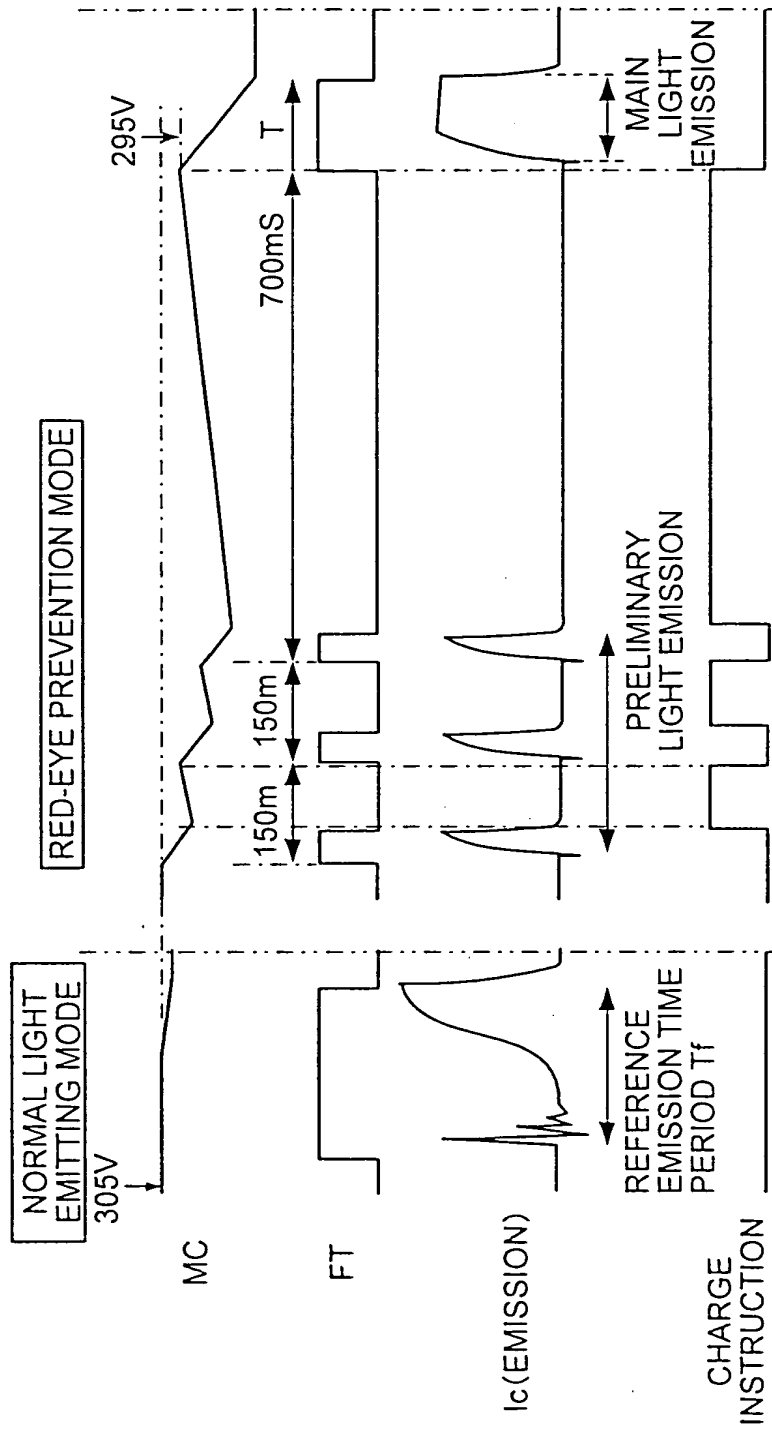 NORMAL LIGHT
EMITTING MODE
RED-EYE PREVENTION MODE
305V
295V
MC
150m
150m
700mS
T
FT
Ic(EMISSION)
REFERENCE
EMISSION TIME
PERIOD Tf
PRELIMINARY
LIGHT EMISSION
MAIN
LIGHT
EMISSION
CHARGE
INSTRUCTION